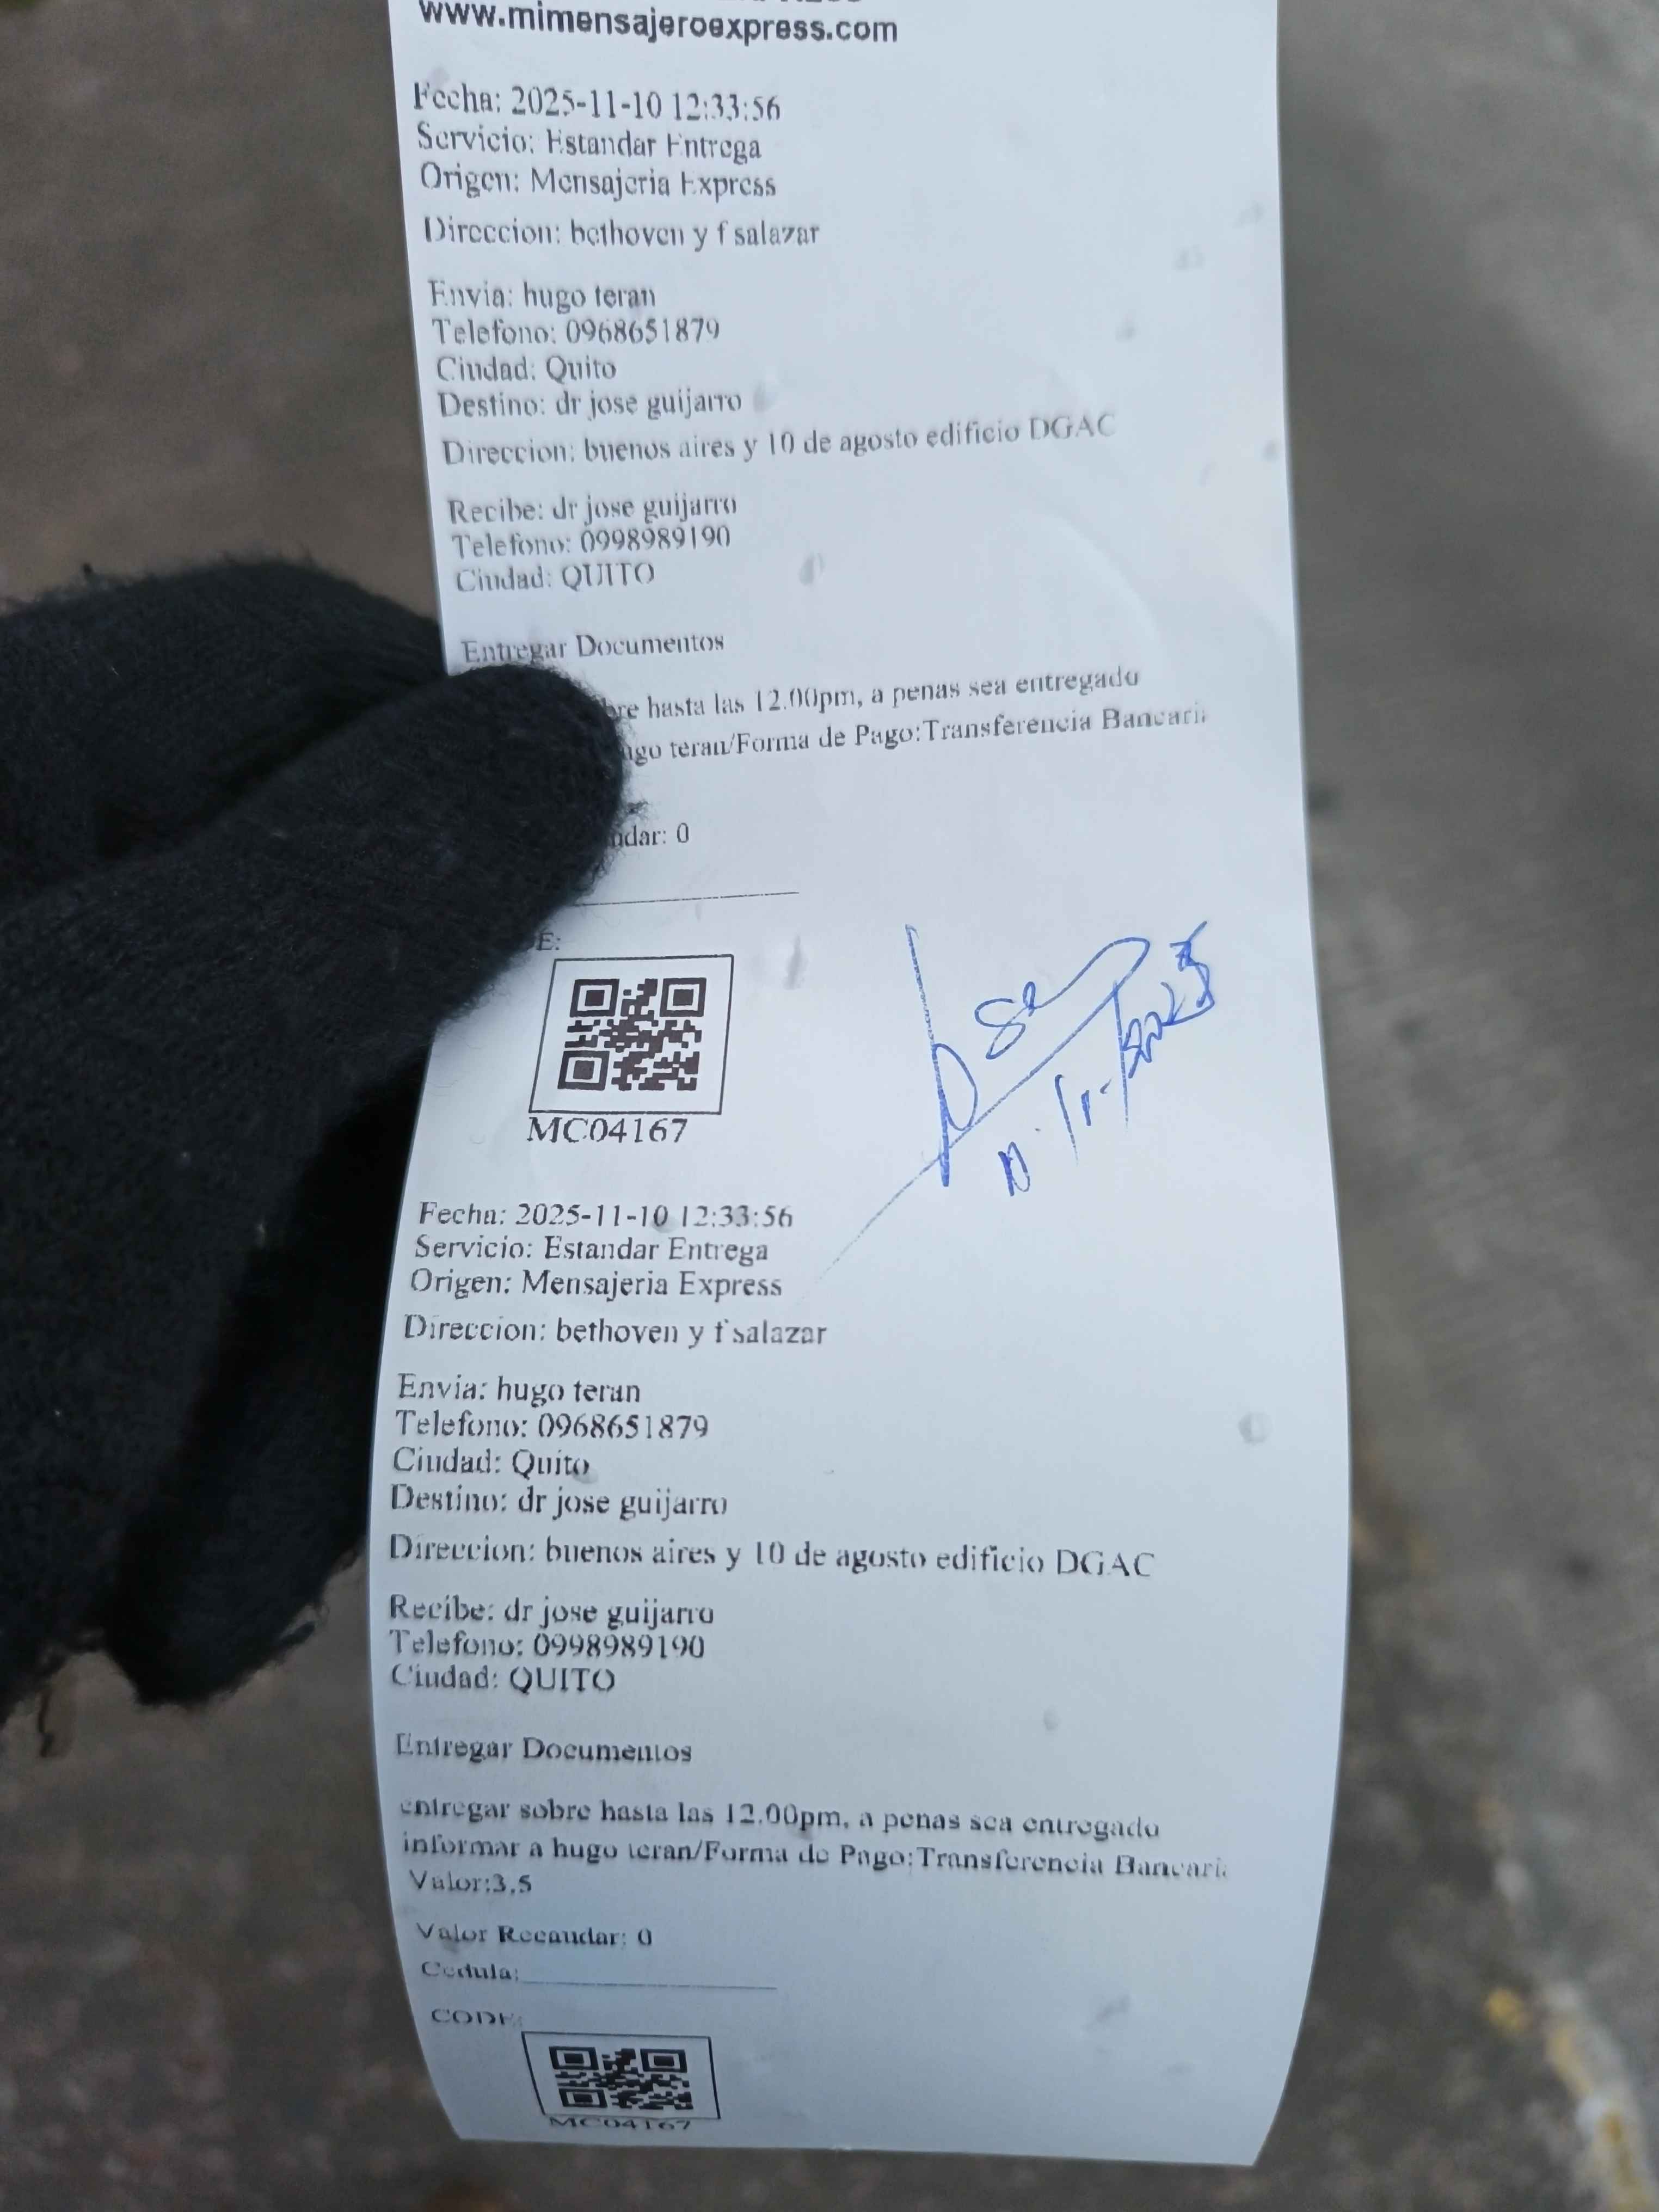 www.mimensajeroexpress.com
Fecha: 2025-11-10 12:33:56
Servicio: Estandar Entrega
Origen: Mensajeria Express
Direccion: bethoven y f salazar
Envia: hugo teran
Telefono: 0968651879
Ciudad: Quito
Destino: dr jose guijarro
Direccion: buenos aires y 10 de agosto edificio DGAC
Recibe: dr jose guijarro
Telefono: 0998989190
Ciudad: QUITO
Entregar Documentos
hasta las 12.00pm, a penas sea entregado
teran/Forma de Pago:Transferencia Bancari
udar: 0
E:
MC04167
Fecha: 2025-11-10 12:33:56
Servicio: Estandar Entrega
Origen: Mensajeria Express
Direccion: bethoven y f salazar
Envia: hugo teran
Telefono: 0968651879
Ciudad: Quito
Destino: dr jose guijarro
Direccion: buenos aires y 10 de agosto edificio DGAC
Recibe: dr jose guijarro
Telefono: 0998989190
Ciudad: QUITO
Entregar Documentos
entregar sobre hasta las 12.00pm, a penas sea entregado
informar a hugo teran/Forma de Pago:Transferencia Bancari
Valor:3,5
Valor Recaudar: 0
Cedula:
CODE:
MC04167